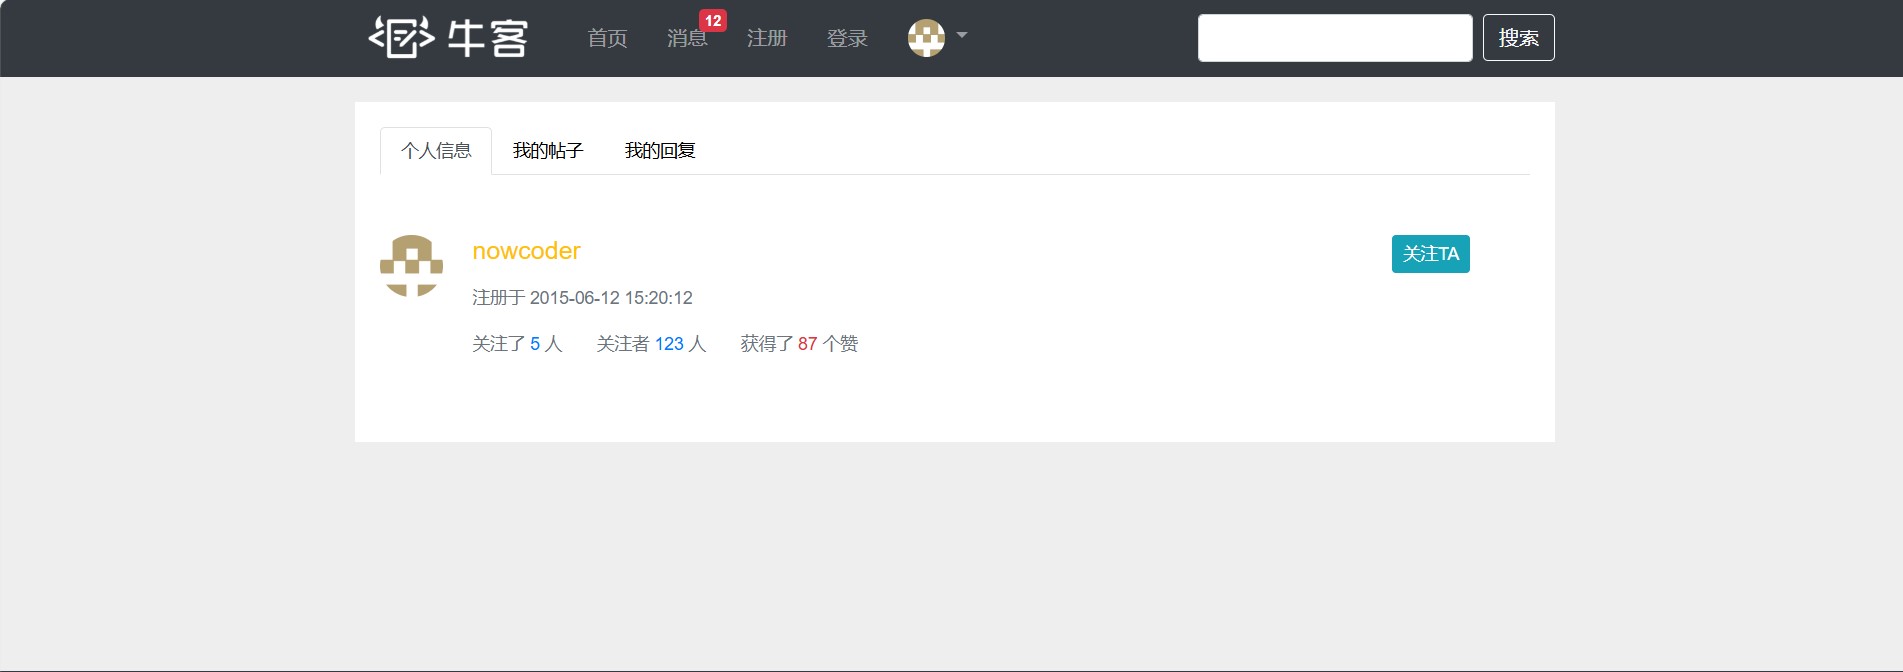 牛客 首页 消息 12 注册 登录 搜索
个人信息 我的帖子 我的回复
nowcoder 关注TA
注册于 2015-06-12 15:20:12
关注了 5 人 关注者 123 人 获得了 87 个赞